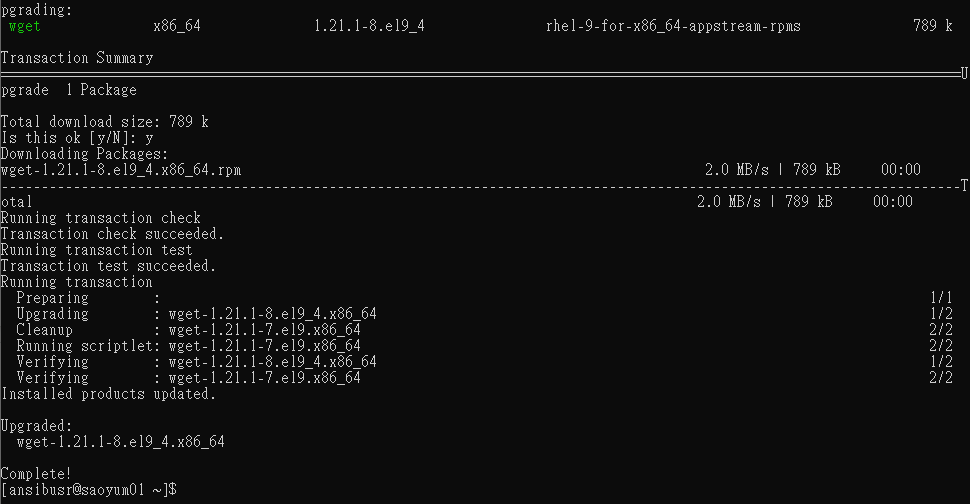 pgrading:
 wget              x86_64              1.21.1-8.el9_4               rhel-9-for-x86_64-appstream-rpms              789 k

Transaction Summary
========================================================================================================================U
pgrade  1 Package

Total download size: 789 k
Is this ok [y/N]: y
Downloading Packages:
wget-1.21.1-8.el9_4.x86_64.rpm                                                          2.0 MB/s | 789 kB     00:00
------------------------------------------------------------------------------------------------------------------------T
otal                                                                                   2.0 MB/s | 789 kB     00:00
Running transaction check
Transaction check succeeded.
Running transaction test
Transaction test succeeded.
Running transaction
  Preparing        :                                                                                                1/1
  Upgrading        : wget-1.21.1-8.el9_4.x86_64                                                                     1/2
  Cleanup          : wget-1.21.1-7.el9.x86_64                                                                       2/2
  Running scriptlet: wget-1.21.1-7.el9.x86_64                                                                       2/2
  Verifying        : wget-1.21.1-8.el9_4.x86_64                                                                     1/2
  Verifying        : wget-1.21.1-7.el9.x86_64                                                                       2/2
Installed products updated.

Upgraded:
  wget-1.21.1-8.el9_4.x86_64

Complete!
[ansibusr@saoyum01 ~]$